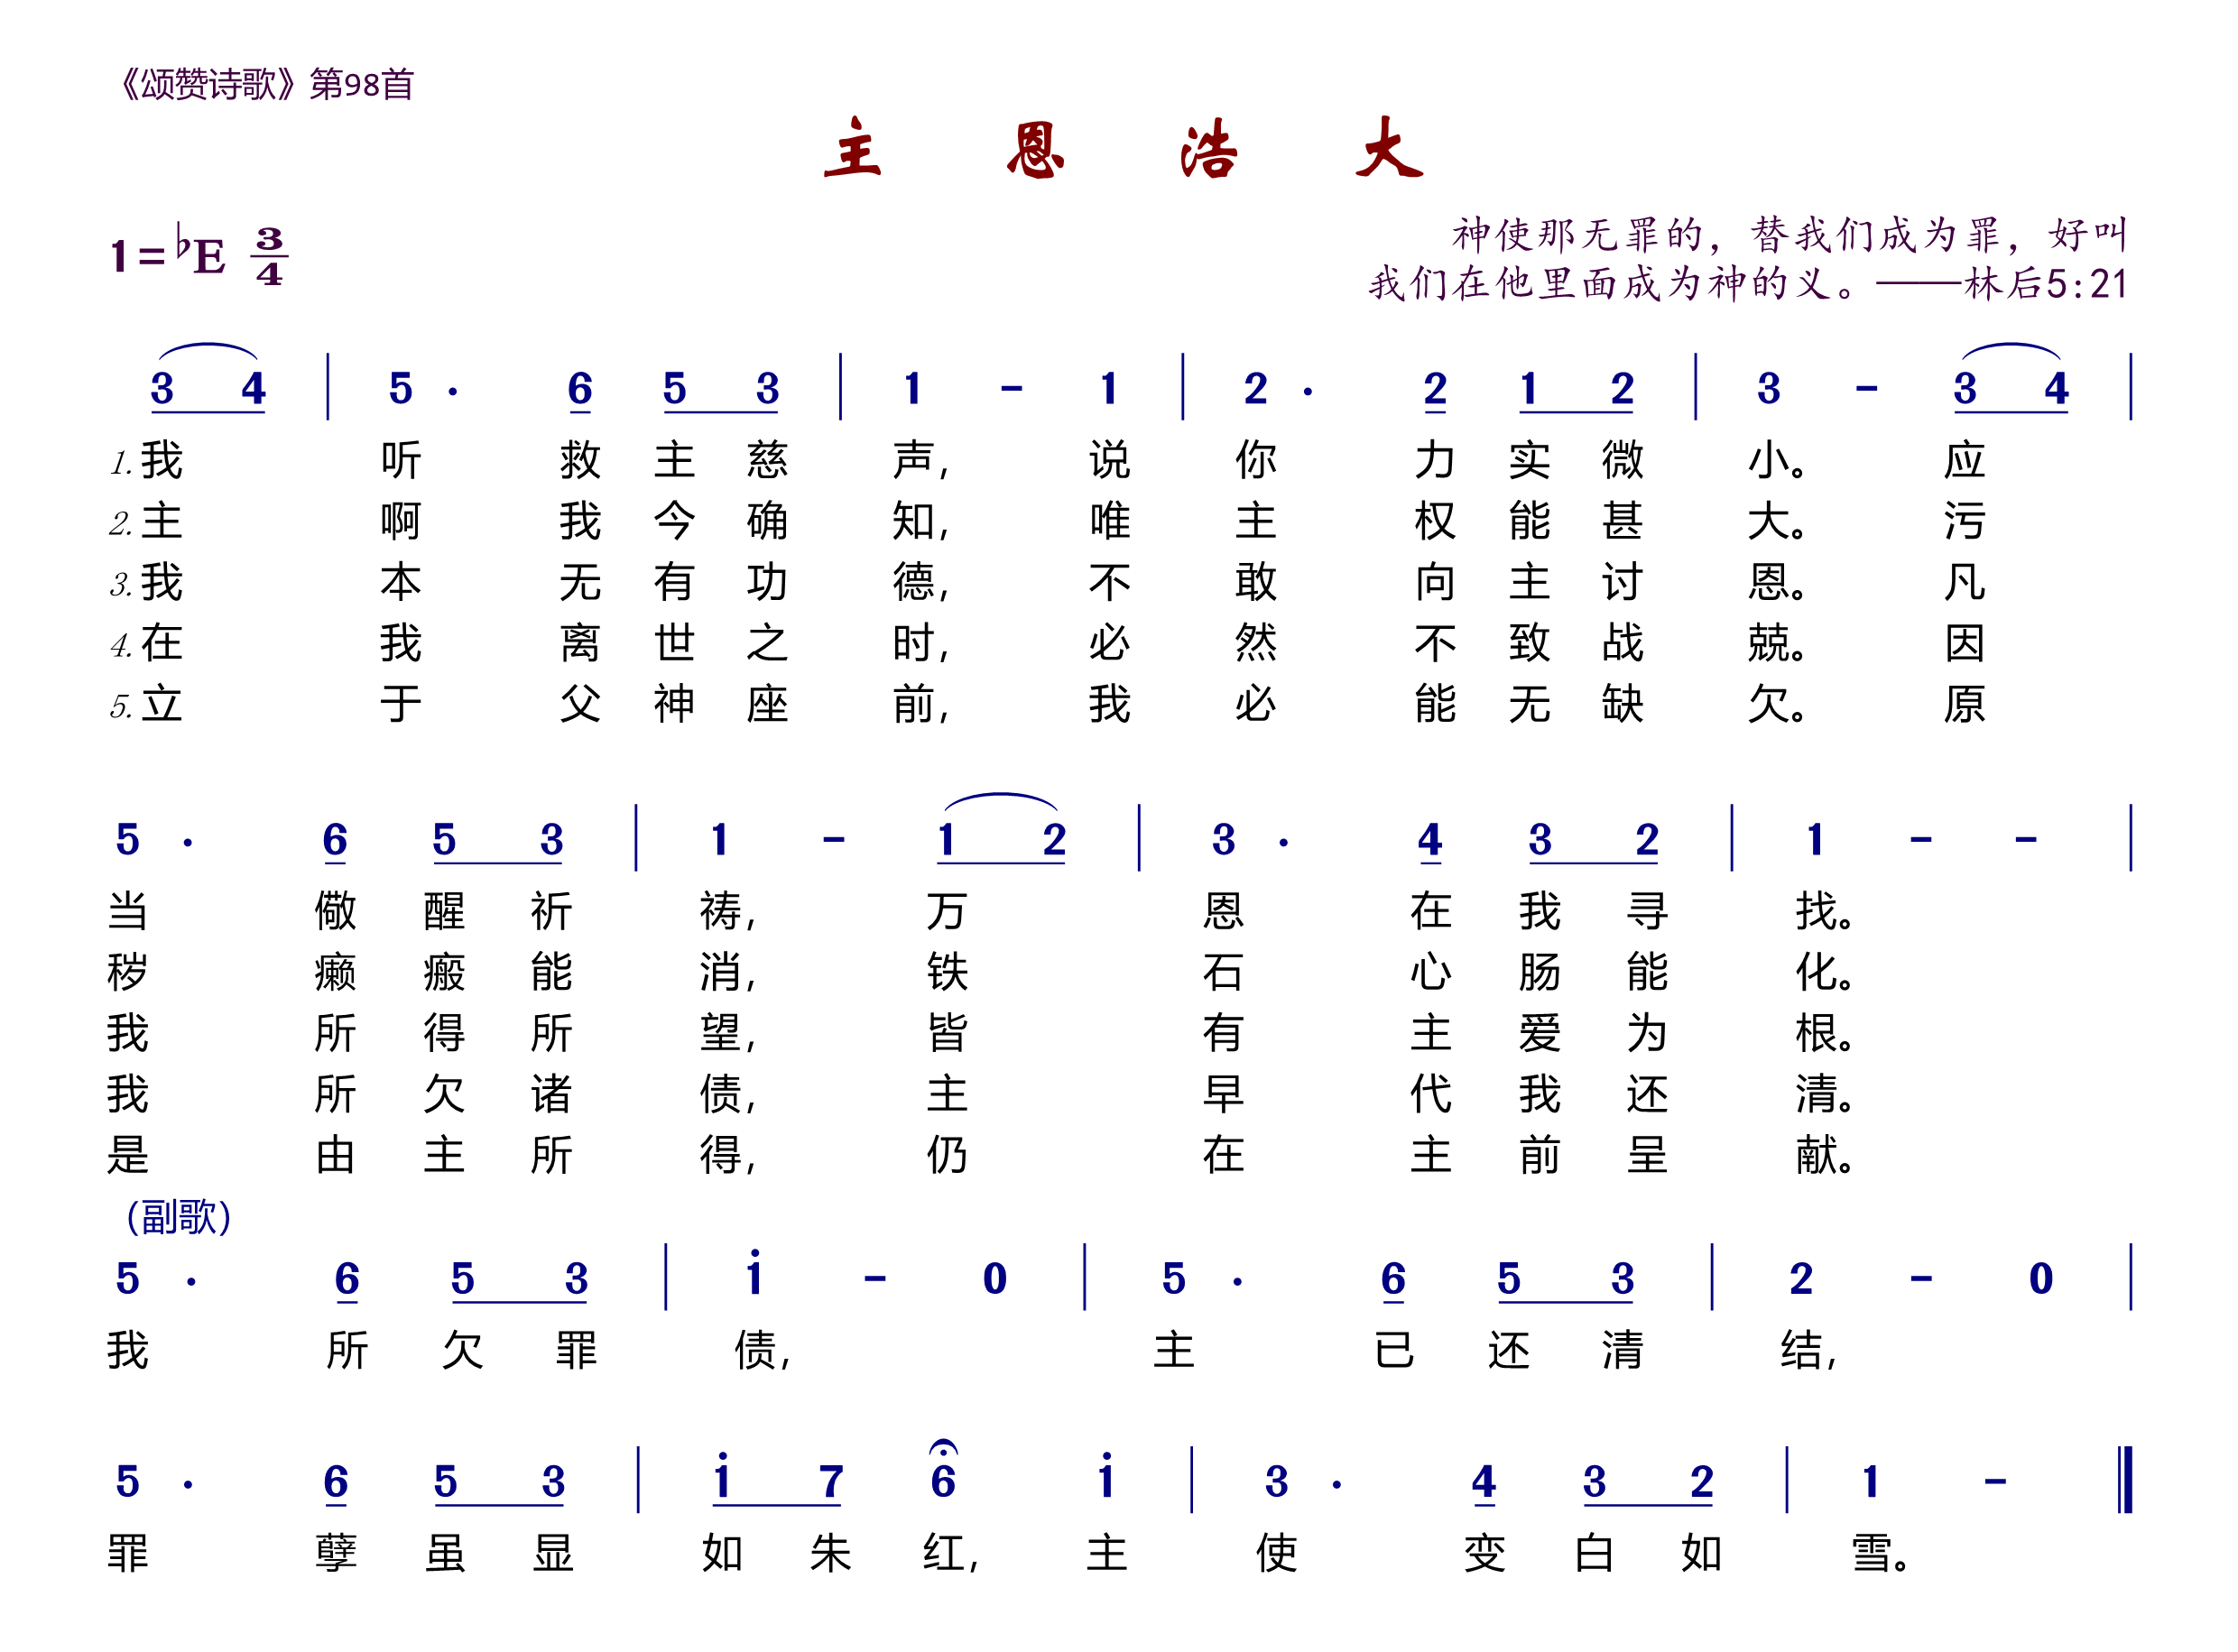 《颂赞诗歌》第98首
主 恩 浩 大
1=♭E 3/4
神使那无罪的，替我们成为罪，好叫
我们在他里面成为神的义。——林后5:21
3 4 | 5 · 6 5 3 | 1 - 1 | 2 · 2 1 2 | 3 - 3 4 |
1.我 听 救 主 慈 声， 说 你 力 实 微 小。 应
2.主 啊 我 今 确 知， 唯 主 权 能 甚 大。 污
3.我 本 无 有 功 德， 不 敢 向 主 讨 恩。 凡
4.在 我 离 世 之 时， 必 然 不 致 战 兢。 因
5.立 于 父 神 座 前， 我 必 能 无 缺 欠。 原
5 · 6 5 3 | 1 - 1 2 | 3 · 4 3 2 | 1 - - |
当 儆 醒 祈 祷， 万 恩 在 我 寻 找。
秽 癞 瘢 能 消， 铁 石 心 肠 能 化。
我 所 得 所 望， 皆 有 主 爱 为 根。
我 所 欠 诸 债， 主 早 代 我 还 清。
是 由 主 所 得， 仍 在 主 前 呈 献。
（副歌）
5 · 6 5 3 | 1̇ - 0 | 5 · 6 5 3 | 2 - 0 |
我 所 欠 罪 债， 主 已 还 清 结，
5 · 6 5 3 | 1̇ 7 6 1̇ | 3 · 4 3 2 | 1 - ‖
罪 孽 虽 显 如 朱 红， 主 使 变 白 如 雪。